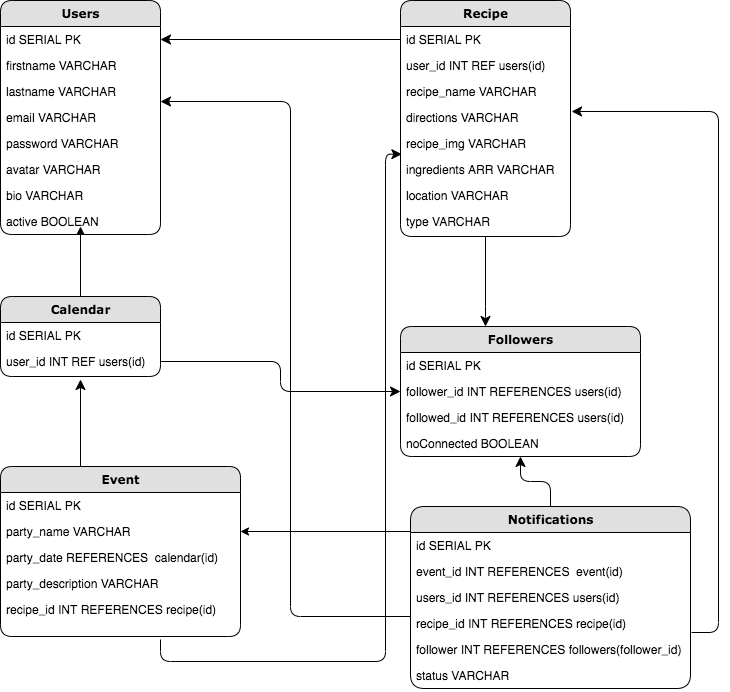 Users
id SERIAL PK
firstname VARCHAR
lastname VARCHAR
email VARCHAR
password VARCHAR
avatar VARCHAR
bio VARCHAR
active BOOLEAN
Recipe
id SERIAL PK
user_id INT REF users(id)
recipe_name VARCHAR
directions VARCHAR
recipe_img VARCHAR
ingredients ARR VARCHAR
location VARCHAR
type VARCHAR
Calendar
id SERIAL PK
user_id INT REF users(id)
Followers
id SERIAL PK
follower_id INT REFERENCES users(id)
followed_id INT REFERENCES users(id)
noConnected BOOLEAN
Event
id SERIAL PK
party_name VARCHAR
party_date REFERENCES  calendar(id)
party_description VARCHAR
recipe_id INT REFERENCES recipe(id)
Notifications
id SERIAL PK
event_id INT REFERENCES  event(id)
users_id INT REFERENCES users(id)
recipe_id INT REFERENCES recipe(id)
follower INT REFERENCES followers(follower_id)
status VARCHAR